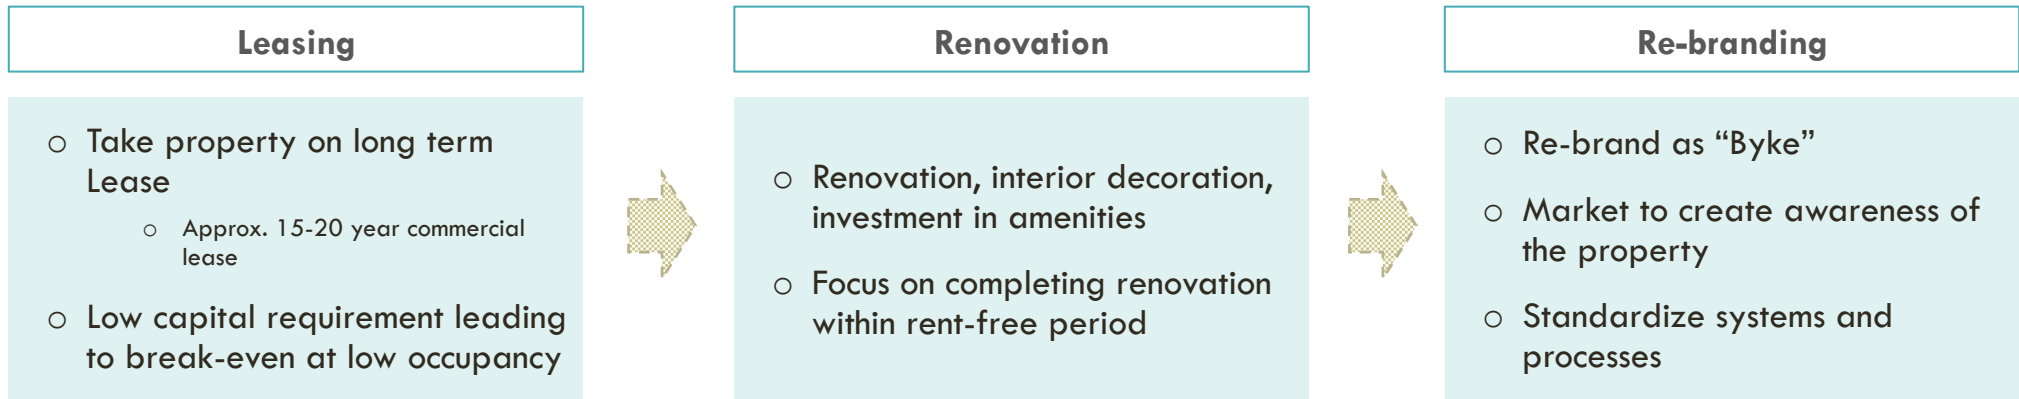 Leasing
○ Take property on long term
Lease
○ Approx. 15-20 year commercial
lease
○ Low capital requirement leading
to break-even at low occupancy
Renovation
○ Renovation, interior decoration,
investment in amenities
○ Focus on completing renovation
within rent-free period
Re-branding
○ Re-brand as “Byke”
○ Market to create awareness of
the property
○ Standardize systems and
processes